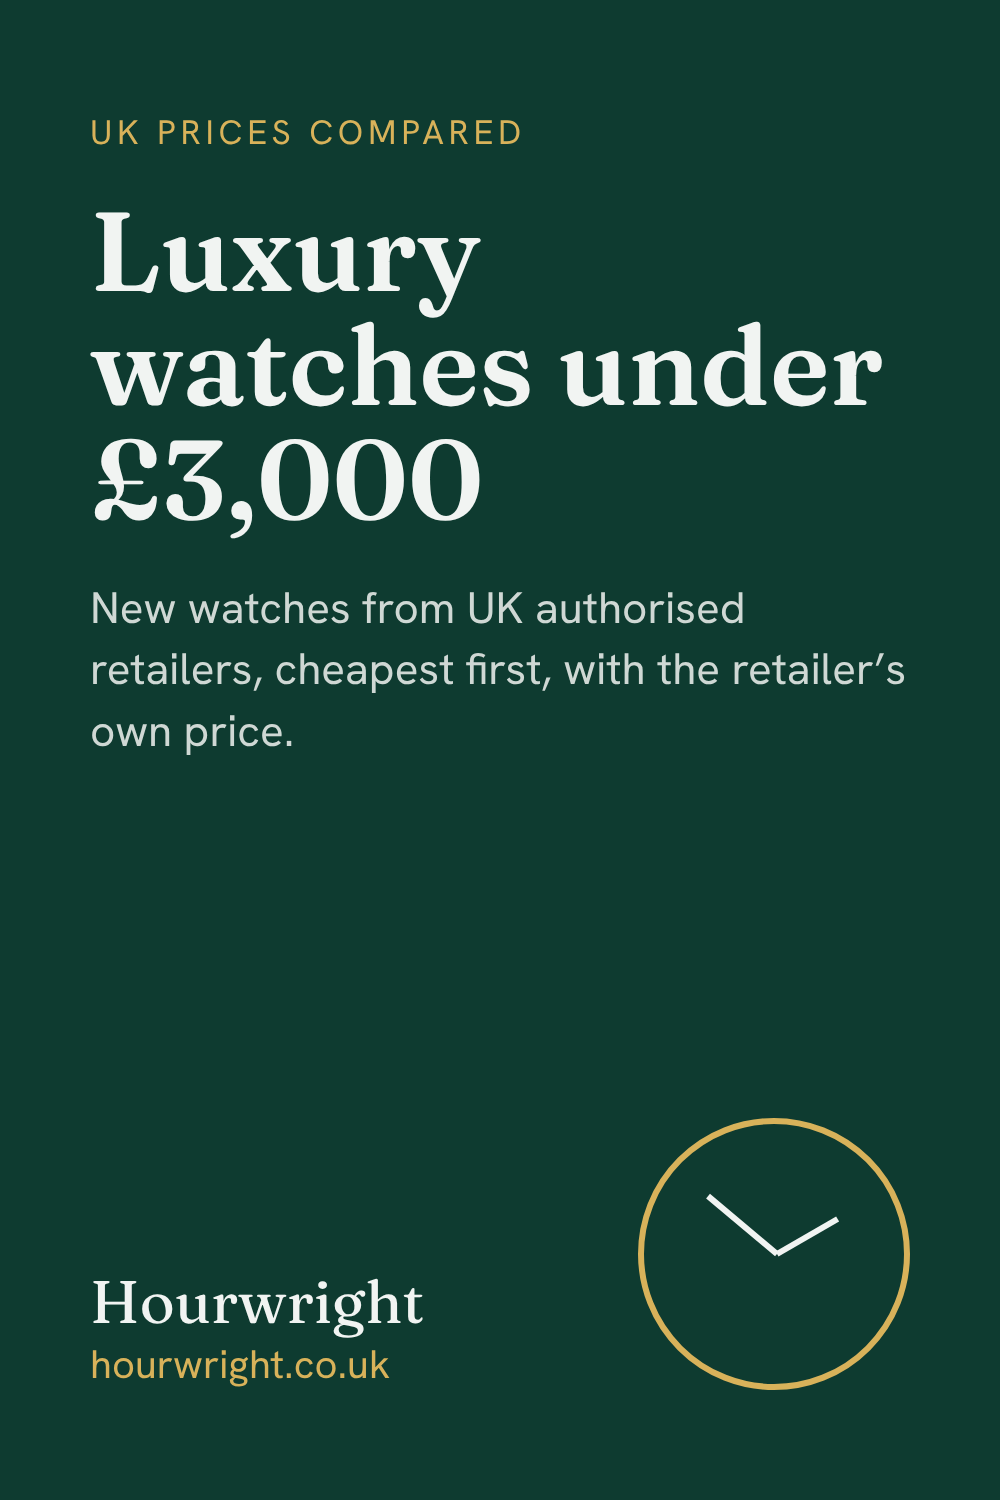 UK PRICES COMPARED
Luxury
watches under
£3,000
New watches from UK authorised
retailers, cheapest first, with the retailer’s
own price.
Hourwright
hourwright.co.uk